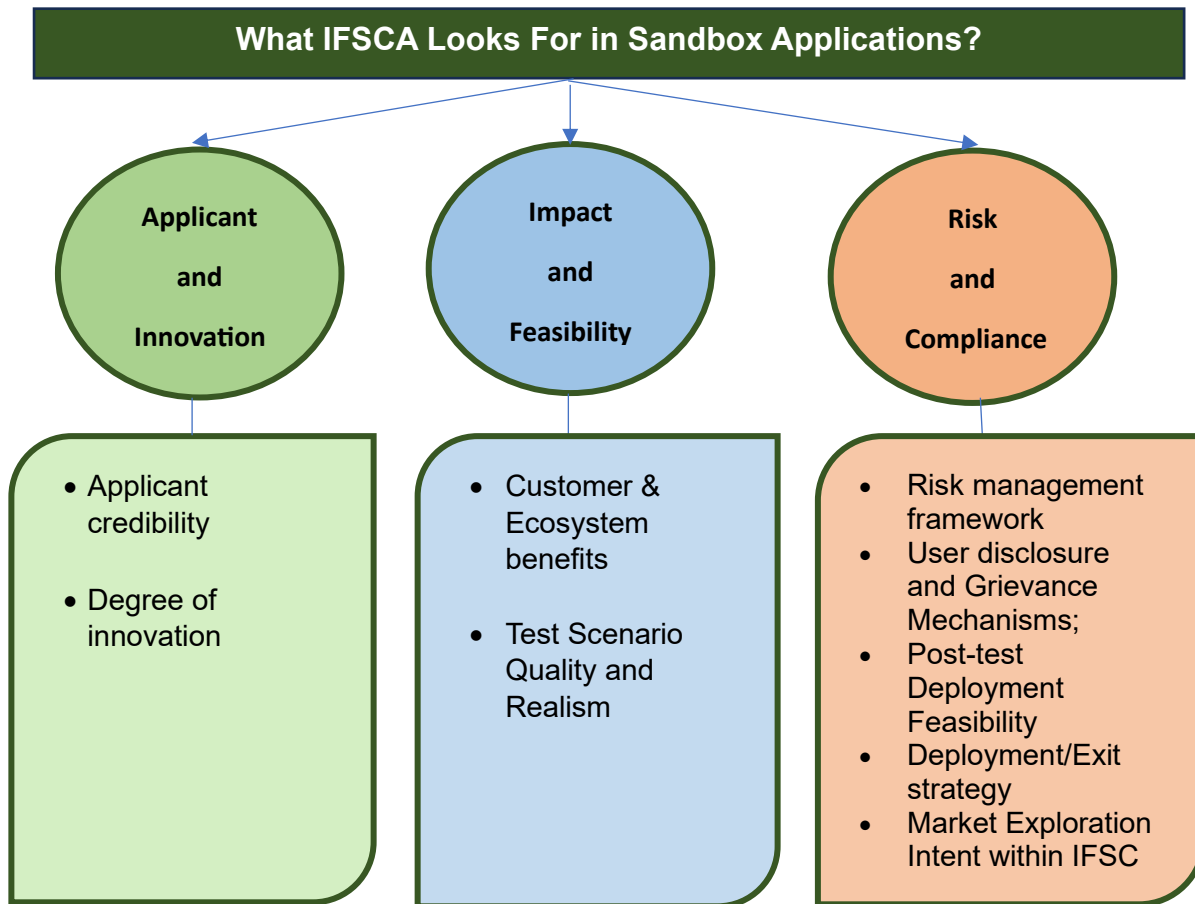 What IFSCA Looks For in Sandbox Applications?
Applicant
and
Innovation
Impact
and
Feasibility
Risk
and
Compliance
• Applicant
credibility
• Degree of
innovation
• Customer &
Ecosystem
benefits
• Test Scenario
Quality and
Realism
• Risk management
framework
• User disclosure
and Grievance
Mechanisms;
• Post-test
Deployment
Feasibility
• Deployment/Exit
strategy
• Market Exploration
Intent within IFSC